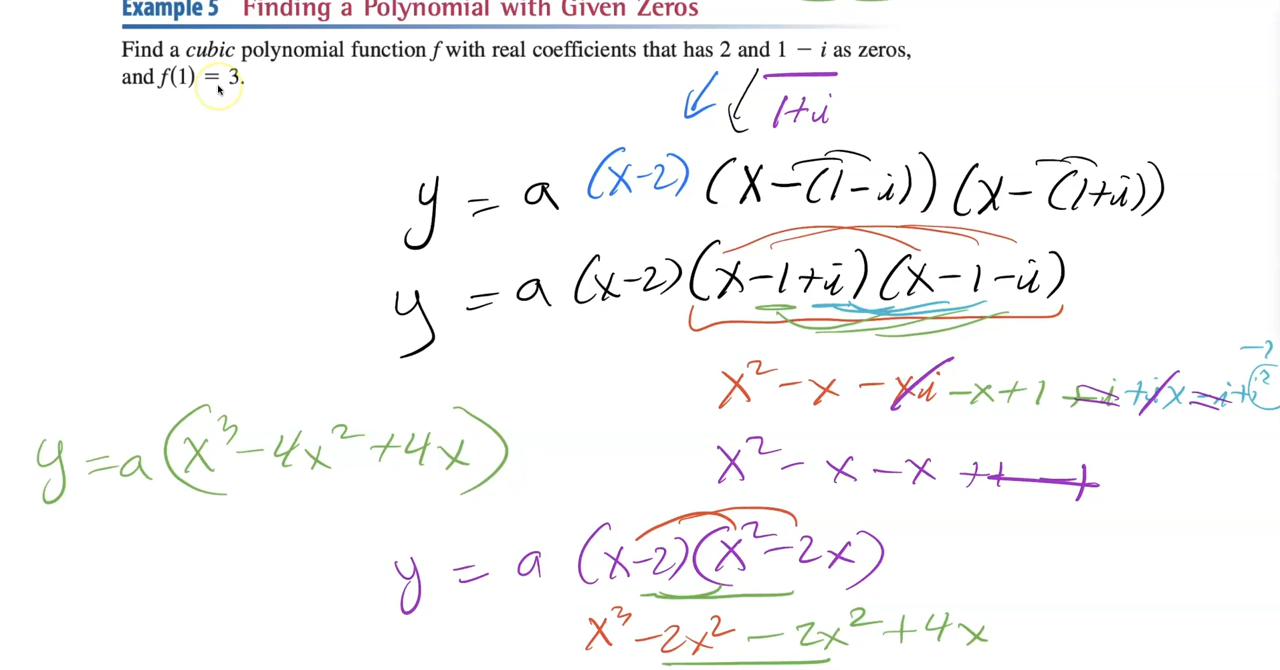 Example 5 Finding a Polynomial with Given Zeros
Find a cubic polynomial function f with real coefficients that has 2 and 1 − i as zeros,
and f(1) = 3.
1+i
y = a (x-2) (x-(1-i)) (x-(1+i))
y = a (x-2) (x-1+i) (x-1-i)
-1
x² - x - xi - x + 1 + i + ix - i + i²
y = a (x³ - 4x² + 4x)
x² - x - x + 1 - 1
y = a (x-2) (x² - 2x)
x³ - 2x² - 2x² + 4x